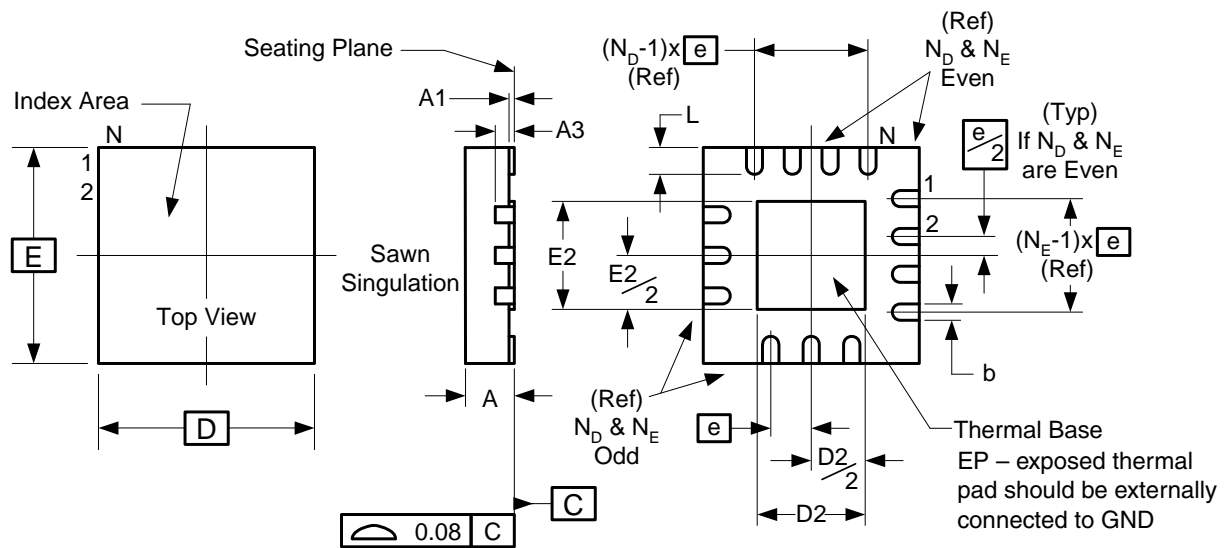 Seating Plane
Index Area
N
1
2
E
D
Top View
A1
A3
Sawn
Singulation
A
C
0.08 C
(N_D-1)x e
(Ref)
(Ref)
N_D & N_E
Even
L
N
e/2
(Typ)
If N_D & N_E
are Even
1
2
(N_E-1)x e
(Ref)
E2
E2/2
b
(Ref)
N_D & N_E
Odd
e
D2/2
D2
Thermal Base
EP – exposed thermal
pad should be externally
connected to GND